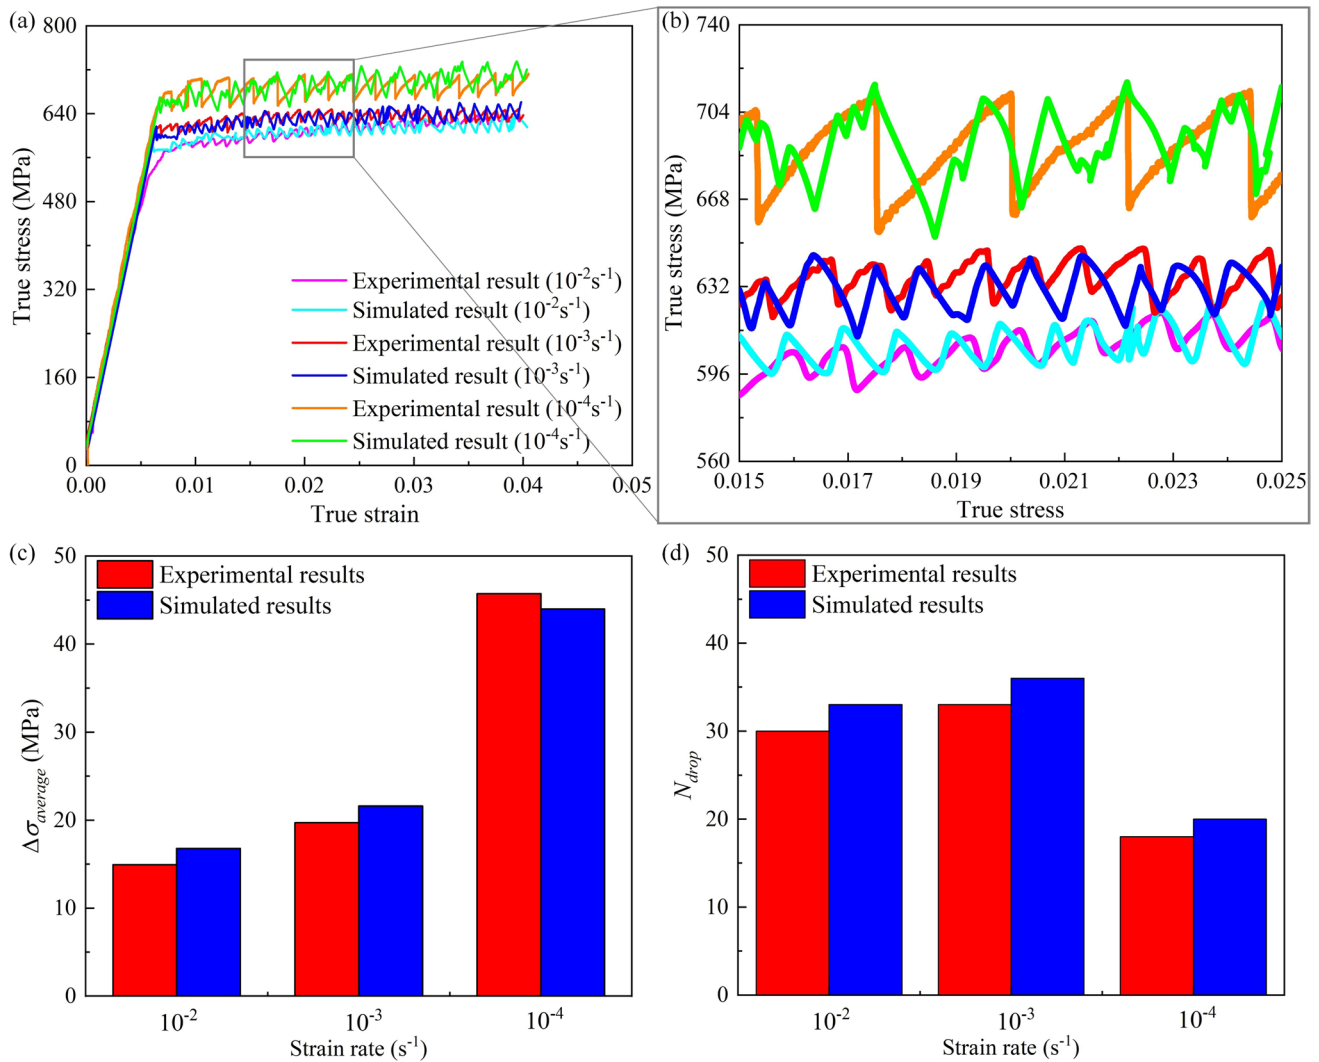 (a)
800
640
480
320
160
0
True stress (MPa)
Experimental result (10-2s-1)
Simulated result (10-2s-1)
Experimental result (10-3s-1)
Simulated result (10-3s-1)
Experimental result (10-4s-1)
Simulated result (10-4s-1)
0.00 0.01 0.02 0.03 0.04 0.05
True strain
(b)
740
704
668
632
596
560
True stress (MPa)
0.015 0.017 0.019 0.021 0.023 0.025
True stress
(c)
50
40
30
20
10
0
Δσaverage (MPa)
Experimental results
Simulated results
10-2 10-3 10-4
Strain rate (s-1)
(d)
50
40
30
20
10
0
Ndrop
Experimental results
Simulated results
10-2 10-3 10-4
Strain rate (s-1)